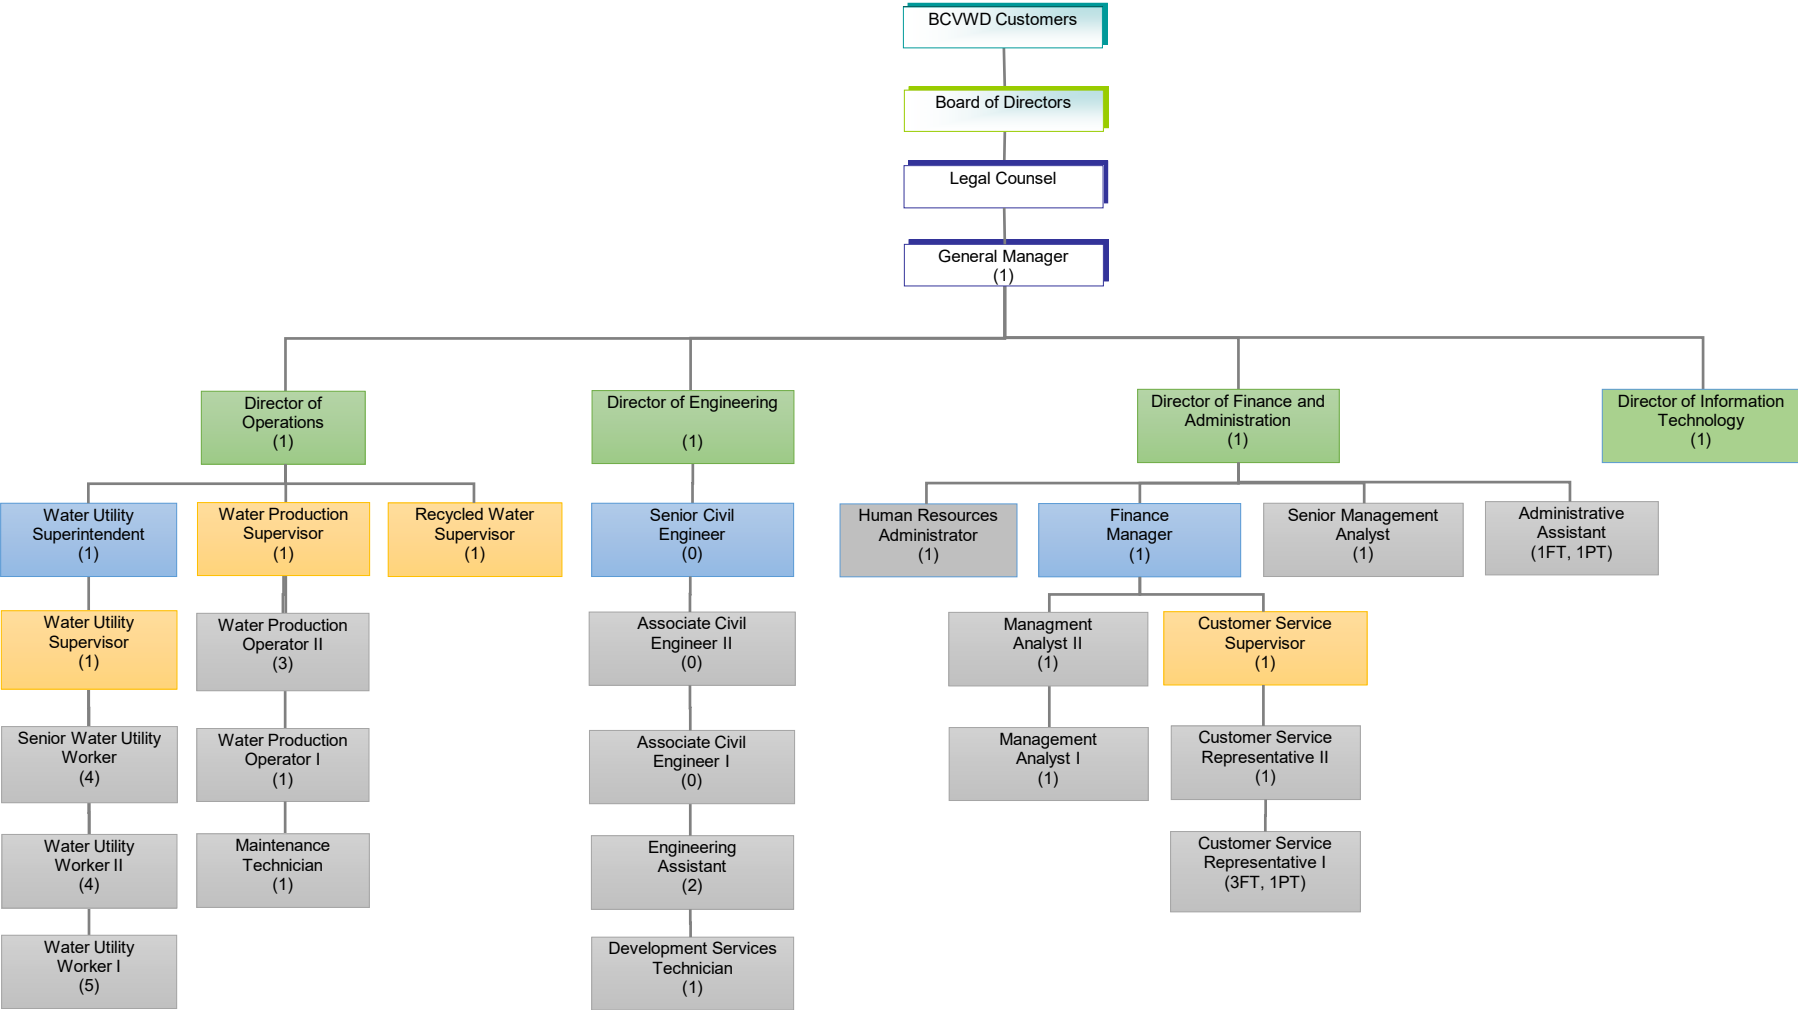 BCVWD Customers
Board of Directors
Legal Counsel
General Manager
(1)
Director of
Operations
(1)
Director of Engineering
(1)
Director of Finance and
Administration
(1)
Director of Information
Technology
(1)
Water Utility
Superintendent
(1)
Water Production
Supervisor
(1)
Recycled Water
Supervisor
(1)
Senior Civil
Engineer
(0)
Human Resources
Administrator
(1)
Finance
Manager
(1)
Senior Management
Analyst
(1)
Administrative
Assistant
(1FT, 1PT)
Water Utility
Supervisor
(1)
Water Production
Operator II
(3)
Associate Civil
Engineer II
(0)
Managment
Analyst II
(1)
Customer Service
Supervisor
(1)
Senior Water Utility
Worker
(4)
Water Production
Operator I
(1)
Associate Civil
Engineer I
(0)
Management
Analyst I
(1)
Customer Service
Representative II
(1)
Water Utility
Worker II
(4)
Maintenance
Technician
(1)
Engineering
Assistant
(2)
Customer Service
Representative I
(3FT, 1PT)
Water Utility
Worker I
(5)
Development Services
Technician
(1)